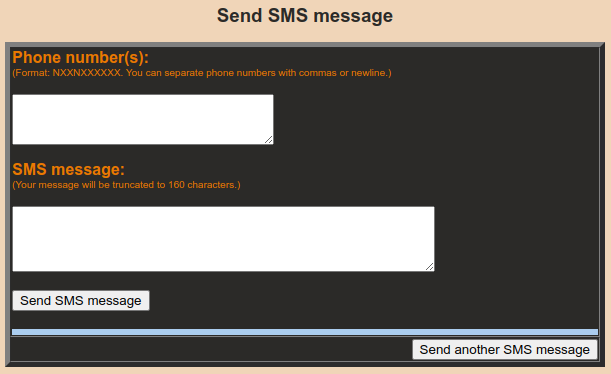 Send SMS message
Phone number(s):
(Format: NXXNXXXXXX. You can separate phone numbers with commas or newline.)
SMS message:
(Your message will be truncated to 160 characters.)
Send SMS message
Send another SMS message